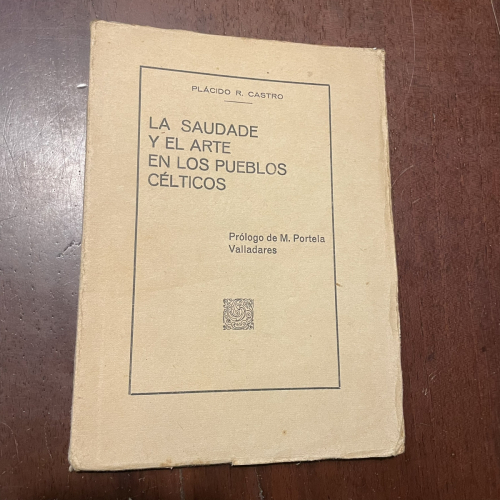 PLÁCIDO R. CASTRO
LA SAUDADE
Y EL ARTE
EN LOS PUEBLOS
CÉLTICOS
Prólogo de M. Portela
Valladares